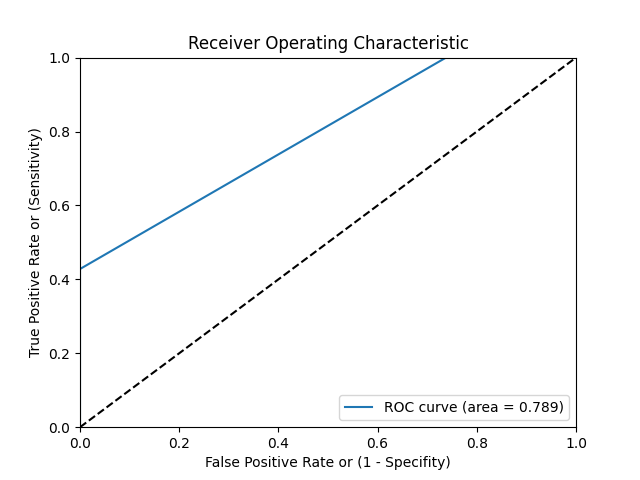 Receiver Operating Characteristic
True Positive Rate or (Sensitivity)
1.0
0.8
0.6
0.4
0.2
0.0
ROC curve (area = 0.789)
0.0 0.2 0.4 0.6 0.8 1.0
False Positive Rate or (1 - Specifity)